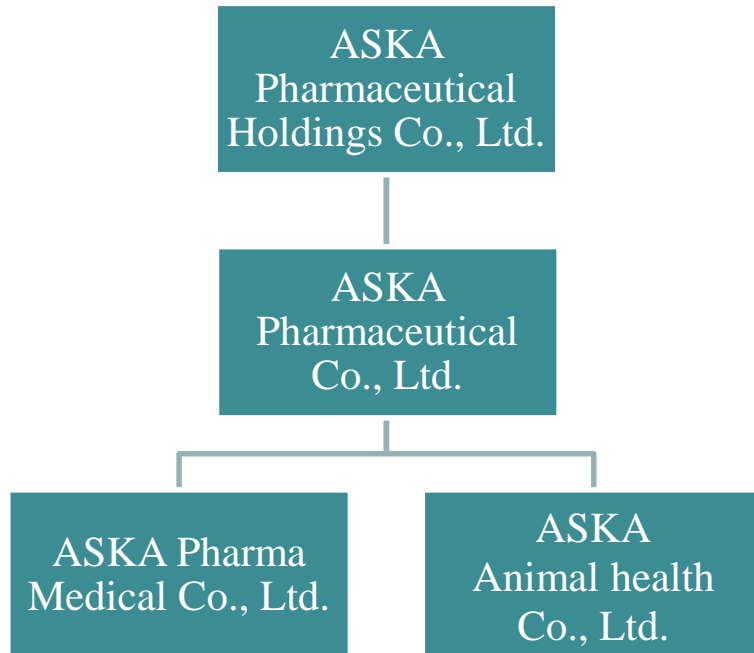 ASKA
Pharmaceutical
Holdings Co., Ltd.
ASKA
Pharmaceutical
Co., Ltd.
ASKA Pharma
Medical Co., Ltd.
ASKA
Animal health
Co., Ltd.